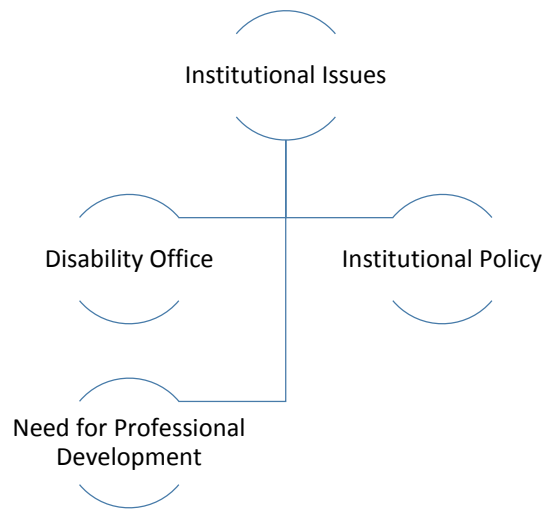 Institutional Issues
Disability Office
Institutional Policy
Need for Professional
Development